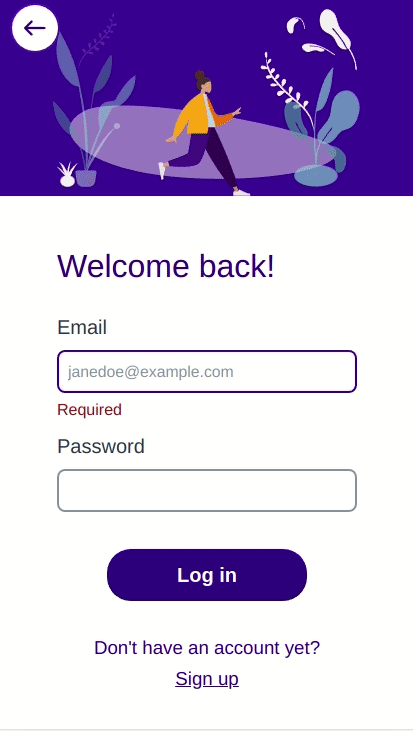 Welcome back!
Email
janedoe@example.com
Required
Password
Log in
Don't have an account yet?
Sign up